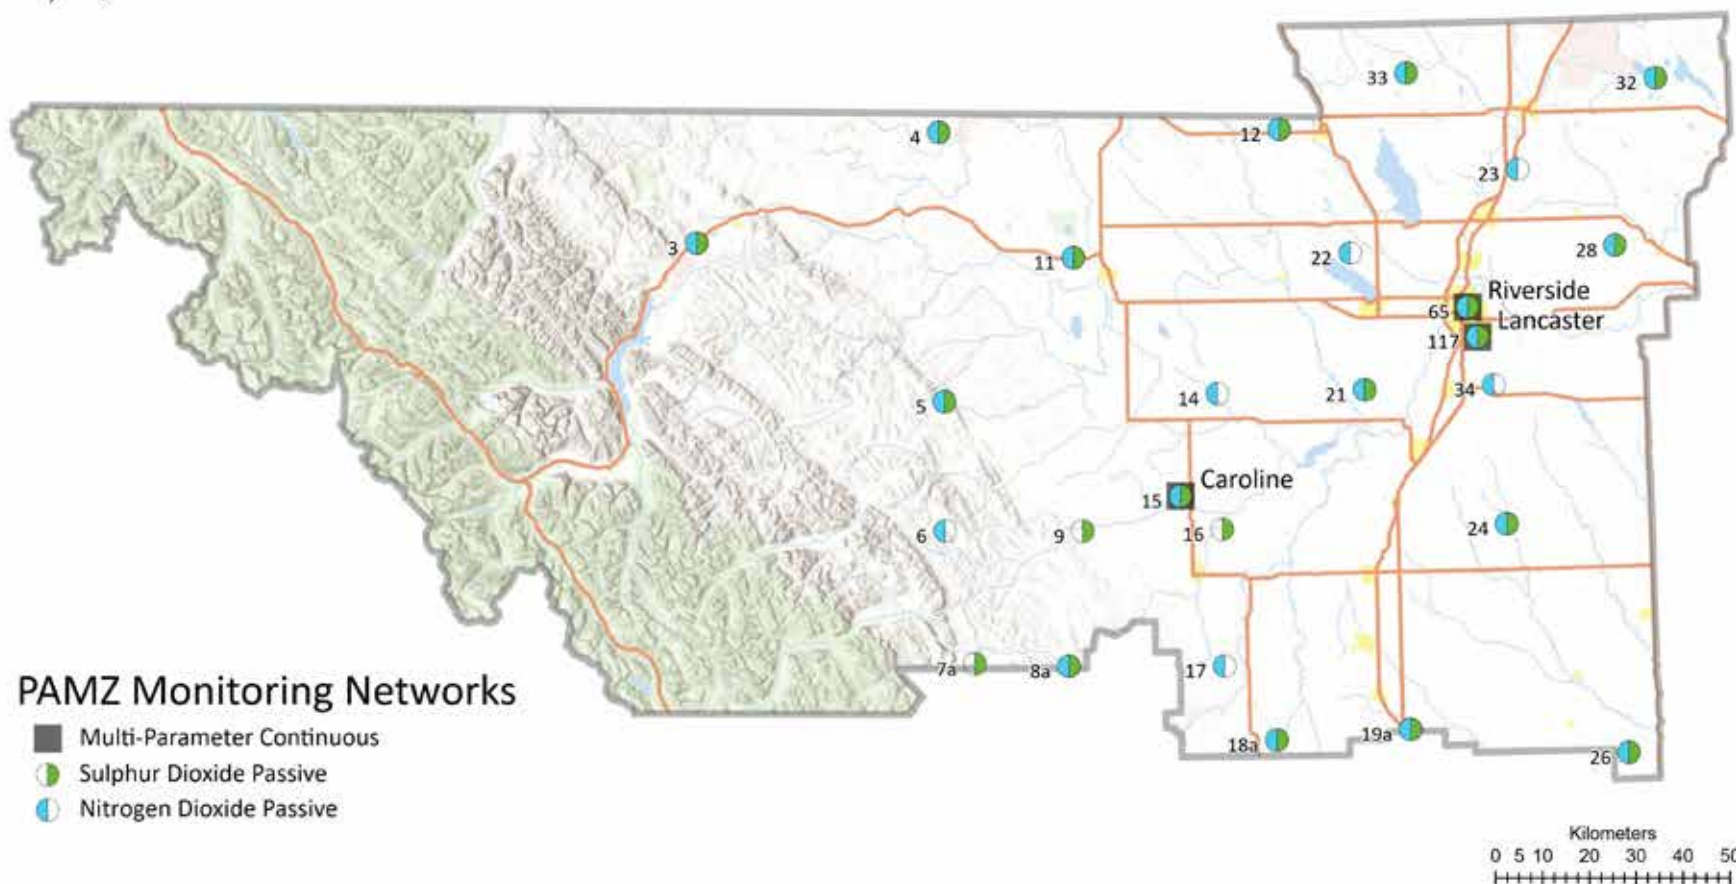 33
32
4
12
23
3
11
22
28
Riverside
65
Lancaster
117
5
14
21
34
Caroline
15
6
9
16
24
7a
8a
17
PAMZ Monitoring Networks
Multi-Parameter Continuous
Sulphur Dioxide Passive
Nitrogen Dioxide Passive
18a
19a
26
Kilometers
0 5 10 20 30 40 50